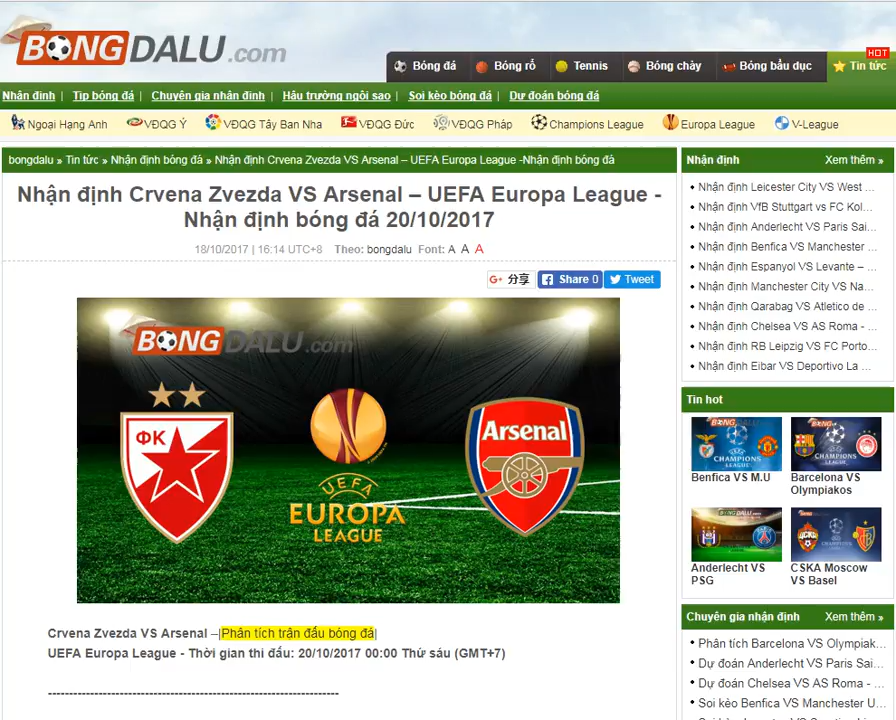 BONGDALU.com
Bóng đá
Bóng rổ
Tennis
Bóng chày
Bóng bầu dục
HOT
Tin tức
Nhận định | Tip bóng đá | Chuyên gia nhận định | Hậu trường ngôi sao | Soi kèo bóng đá | Dự đoán bóng đá
Ngoại Hạng Anh
VĐQG Ý
VĐQG Tây Ban Nha
VĐQG Đức
VĐQG Pháp
Champions League
Europa League
V-League
bongdalu » Tin tức » Nhận định bóng đá » Nhận định Crvena Zvezda VS Arsenal – UEFA Europa League -Nhận định bóng đá
Nhận định Crvena Zvezda VS Arsenal – UEFA Europa League -
Nhận định bóng đá 20/10/2017
18/10/2017 | 16:14 UTC+8 Theo: bongdalu Font: A A A
G+ 分享
Share 0
Tweet
BONGDALU.com
ФК
UEFA
EUROPA
LEAGUE
Arsenal
Crvena Zvezda VS Arsenal –|Phân tích trận đấu bóng đá|
UEFA Europa League - Thời gian thi đấu: 20/10/2017 00:00 Thứ sáu (GMT+7)
---------------------------------------------------------------------
Nhận định
Xem thêm »
Nhận định Leicester City VS West ...
Nhận định VfB Stuttgart vs FC Kol...
Nhận định Anderlecht VS Paris Sai...
Nhận định Benfica VS Manchester ...
Nhận định Espanyol VS Levante – ...
Nhận định Manchester City VS Na...
Nhận định Qarabag VS Atletico de ...
Nhận định Chelsea VS AS Roma - ...
Nhận định RB Leipzig VS FC Porto...
Nhận định Eibar VS Deportivo La ...
Tin hot
CHAMPIONS
LEAGUE
Benfica VS M.U
CHAMPIONS
LEAGUE
Barcelona VS
Olympiakos
Anderlecht VS
PSG
CSKA Moscow
VS Basel
Chuyên gia nhận định
Xem thêm »
Phân tích Barcelona VS Olympiak...
Dự đoán Anderlecht VS Paris Sai...
Dự đoán Chelsea VS AS Roma - ...
Soi kèo Benfica VS Manchester U...